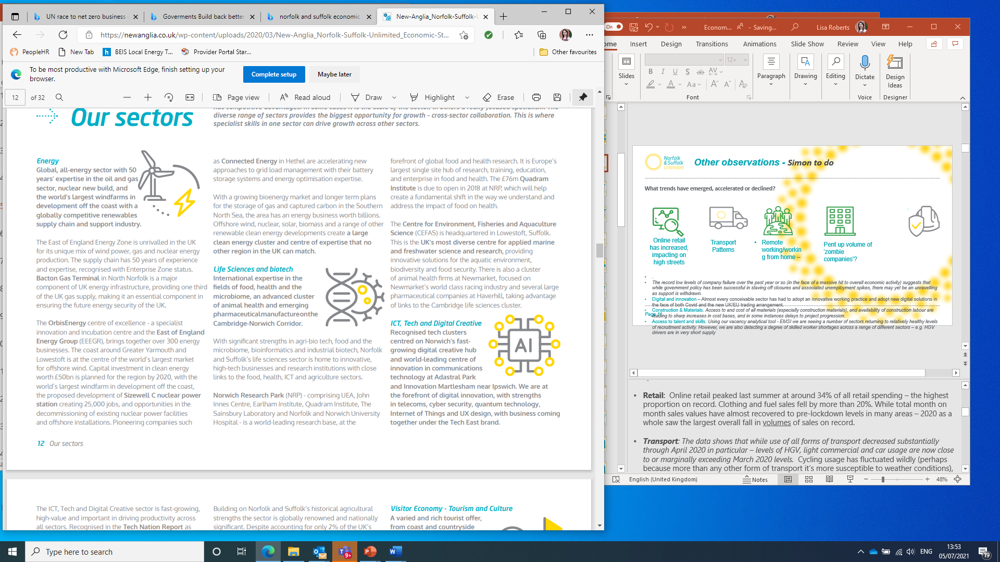 UN race to net zero business
Goverments Build back better
norfolk and suffolk economic
New-Anglia_Norfolk-Suffolk-U
https://newanglia.co.uk/wp-content/uploads/2020/03/New-Anglia_Norfolk-Suffolk-Unlimited_Economic-St...
PeopleHR
New Tab
BEIS Local Energy T...
Provider Portal Star...
Other favourites
To be most productive with Microsoft Edge, finish setting up your
browser.
Complete setup
Maybe later
12 of 32
Page view
Read aloud
Draw
Highlight
Erase
Our sectors
diverse range of sectors provides the biggest opportunity for growth - cross-sector collaboration. This is where
specialist skills in one sector can drive growth across other sectors.
Energy
Global, all-energy sector with 50
years' expertise in the oil and gas
sector, nuclear new build, and
the world's largest windfarms in
development off the coast with a
globally competitive renewables
supply chain and support industry.
The East of England Energy Zone is unrivalled in the UK
for its unique mix of wind power, gas and nuclear energy
production. The supply chain has 50 years of experience
and expertise, recognised with Enterprise Zone status.
Bacton Gas Terminal in North Norfolk is a major
component of UK energy infrastructure, providing one third
of the UK gas supply, making it an essential component in
ensuring the future energy security of the UK.
The OrbisEnergy centre of excellence - a specialist
innovation and incubation centre and the East of England
Energy Group (EEEGR), brings together over 300 energy
businesses. The coast around Greater Yarmouth and
Lowestoft is at the centre of the world's largest market
for offshore wind. Capital investment in clean energy
worth £50bn is planned for the region by 2020, with the
world's largest windfarm in development off the coast,
the proposed development of Sizewell C nuclear power
station creating 25,000 jobs, and opportunities in the
decommissioning of existing nuclear power facilities
and offshore installations. Pioneering companies such
as Connected Energy in Hethel are accelerating new
approaches to grid load management with their battery
storage systems and energy optimisation expertise.
With a growing bioenergy market and longer term plans
for the storage of gas and captured carbon in the Southern
North Sea, the area has an energy business worth billions.
Offshore wind, nuclear, solar, biomass and a range of other
renewable clean energy developments create a large
clean energy cluster and centre of expertise that no
other region in the UK can match.
Life Sciences and biotech
International expertise in the
fields of food, health and the
microbiome, an advanced cluster
of animal health and emerging
pharmaceuticalmanufactureonthe
Cambridge-Norwich Corridor.
With significant strengths in agri-bio tech, food and the
microbiome, bioinformatics and industrial biotech, Norfolk
and Suffolk's life sciences sector is home to innovative,
high-tech businesses and research institutions with close
links to the food, health, ICT and agriculture sectors.
Norwich Research Park (NRP) - comprising UEA, John
Innes Centre, Earlham Institute, Quadram Institute, The
Sainsbury Laboratory and Norfolk and Norwich University
Hospital - is a world-leading research base, at the
forefront of global food and health research. It is Europe's
largest single site hub of research, training, education,
and enterprise in food and health. The £76m Quadram
Institute is due to open in 2018 at NRP, which will help
create a fundamental shift in the way we understand and
address the impact of food on health.
The Centre for Environment, Fisheries and Aquaculture
Science (CEFAS) is headquartered in Lowestoft, Suffolk.
This is the UK's most diverse centre for applied marine
and freshwater science and research, providing
innovative solutions for the aquatic environment,
biodiversity and food security. There is also a cluster
of animal health firms at Newmarket, focused on
Newmarket's world class racing industry and several large
pharmaceutical companies at Haverhill, taking advantage
of links to the Cambridge life sciences cluster.
ICT, Tech and Digital Creative
Recognised tech clusters
centred on Norwich's fast-
growing digital creative hub
and world-leading centre of
innovation in communications
technology at Adastral Park
and Innovation Martlesham near Ipswich. We are at
the forefront of digital innovation, with strengths
in telecoms, cyber security, quantum technology,
Internet of Things and UX design, with business coming
together under the Tech East brand.
AI
12 Our sectors
The ICT, Tech and Digital Creative sector is fast-growing,
high-value and important in driving productivity across
all sectors. Recognised in the Tech Nation Report as
Building on Norfolk and Suffolk's historical agricultural
strengths the sector is globally renowned and nationally
significant. Despite accounting for only 2% of the UK's
Visitor Economy - Tourism and Culture
A varied and rich tourist offer,
from coast and countryside
On
Econom...
- Saving...
Lisa Roberts
ome
Insert
Design
Transitions
Animations
Slide Show
Review
View
Help
Slides
12+
B I U S ab AV
A Aa A A A
Font
Paragraph
Drawing
Editing
Dictate
Voice
Design
Ideas
Designer
Norfolk
& Suffolk
Unlimited
Other observations - Simon to do
What trends have emerged, accelerated or declined?
Online retail
has increased,
impacting on
high streets
Transport
Patterns
• Remote
working/workin
g from home –
Pent up volume of
'zombie
companies'?
• .
• The record low levels of company failure over the past year or so (in the face of a massive hit to overall economic activity) suggests that
while government policy has been successful in staving off closures and associated unemployment spikes, there may yet be an unravelling
as support is withdrawn.
• Digital and innovation – Almost every conceivable sector has had to adopt an innovative working practice and adopt new digital solutions in
the face of both Covid and the new UK/EU trading arrangement.
• Construction & Materials. Access to and cost of all materials (especially construction materials), and availability of construction labour are
leading to sharp increases in cost bases, and in some instances delays to project progression.
Page 11
• Access to talent and skills. Using our vacancy analytical tool - EMSI we are seeing a number of sectors returning to relatively healthy levels
of recruitment activity. However, we are also detecting a degree of skilled worker shortages across a range of different sectors – e.g. HGV
drivers are in very short supply
• Retail: Online retail peaked last summer at around 34% of all retail spending – the highest
proportion on record. Clothing and fuel sales fell by more than 20%. While total month on
month sales values have almost recovered to pre-lockdown levels in many areas – 2020 as a
whole saw the largest overall fall in volumes of sales on record.
• Transport: The data shows that while use of all forms of transport decreased substantially
through April 2020 in particular – levels of HGV, light commercial and car usage are now close
to or marginally exceeding March 2020 levels. Cycling usage has fluctuated wildly (perhaps
because more than any other form of transport it's more susceptible to weather conditions),
English (United Kingdom)
Notes
48%
Type here to search
9+
ENG
13:53
05/07/2021
19